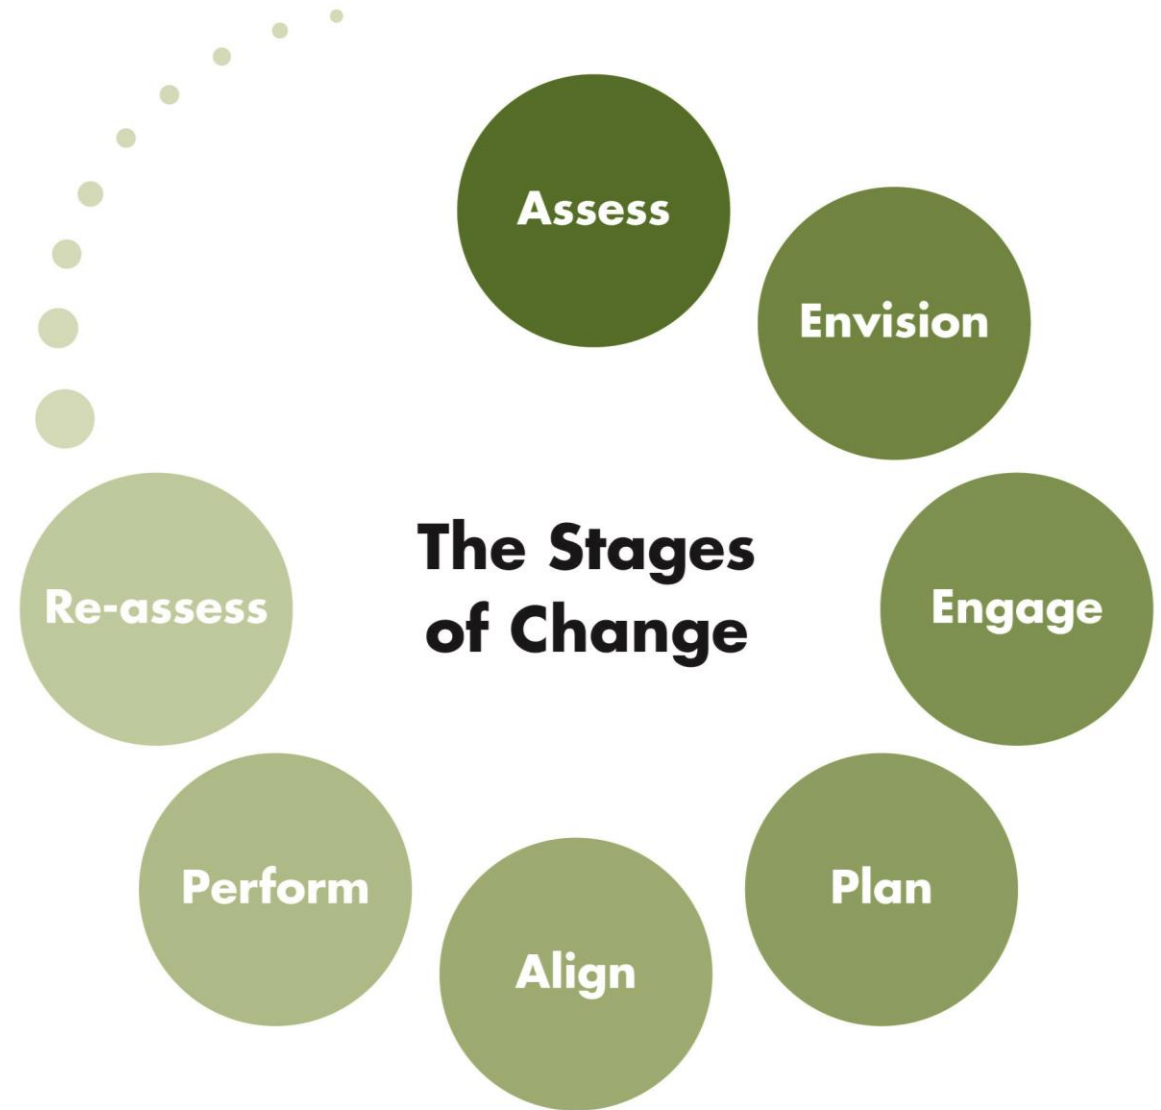 Assess
Envision
Engage
Plan
Align
Perform
Re-assess
The Stages
of Change